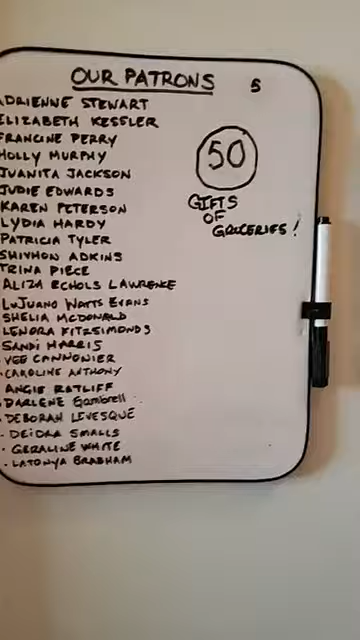 OUR PATRONS 5
ADRIENNE STEWART
ELIZABETH KESSLER
FRANCINE PERRY
HOLLY MURPHY
JUANITA JACKSON
JUDIE EDWARDS
KAREN PETERSON
LYDIA HARDY
PATRICIA TYLER
SHIVHON ADKINS
TRINA PIECE
ALIZA ECHOLS LAWRENCE
LUJUANO WATTS EVANS
SHELIA MCDONALD
LENORA FITZSIMONDS
SANDI HARRIS
VEE CANNONIER
CAROLINE ANTHONY
ANGIE RATLIFF
DARLENE Gambrell
DEBORAH LEVESQUE
DEIDRA SMALLS
GERALINE WHITE
LATONYA BRABHAM
50
GIFTS
OF
GROCERIES!